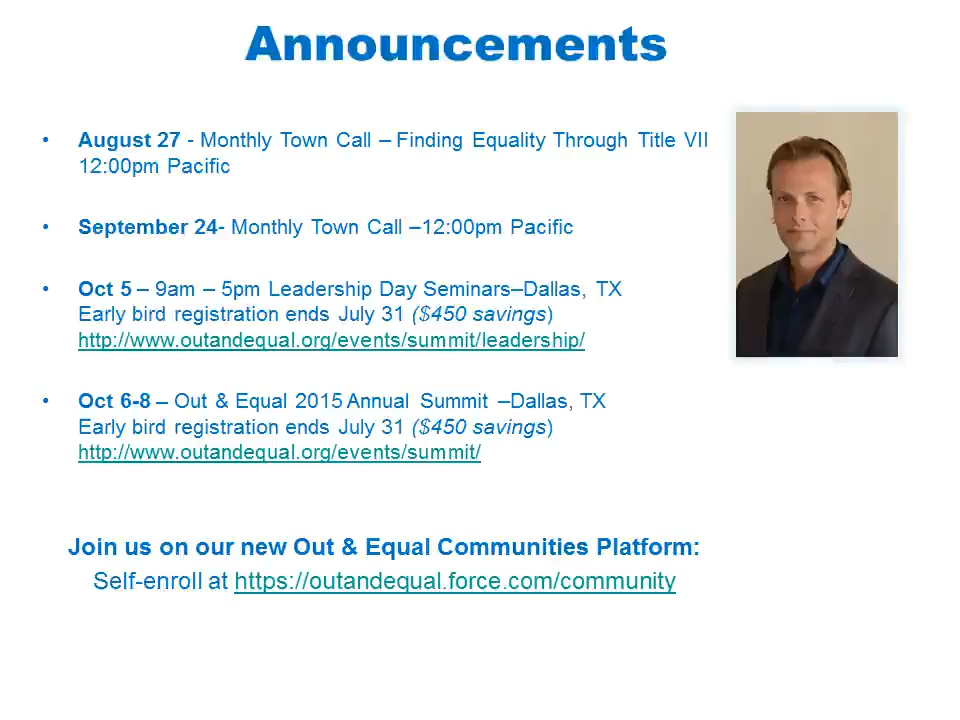 Announcements
• August 27 - Monthly Town Call – Finding Equality Through Title VII
12:00pm Pacific
• September 24- Monthly Town Call –12:00pm Pacific
• Oct 5 – 9am – 5pm Leadership Day Seminars–Dallas, TX
Early bird registration ends July 31 ($450 savings)
http://www.outandequal.org/events/summit/leadership/
• Oct 6-8 – Out & Equal 2015 Annual Summit –Dallas, TX
Early bird registration ends July 31 ($450 savings)
http://www.outandequal.org/events/summit/
Join us on our new Out & Equal Communities Platform:
Self-enroll at https://outandequal.force.com/community